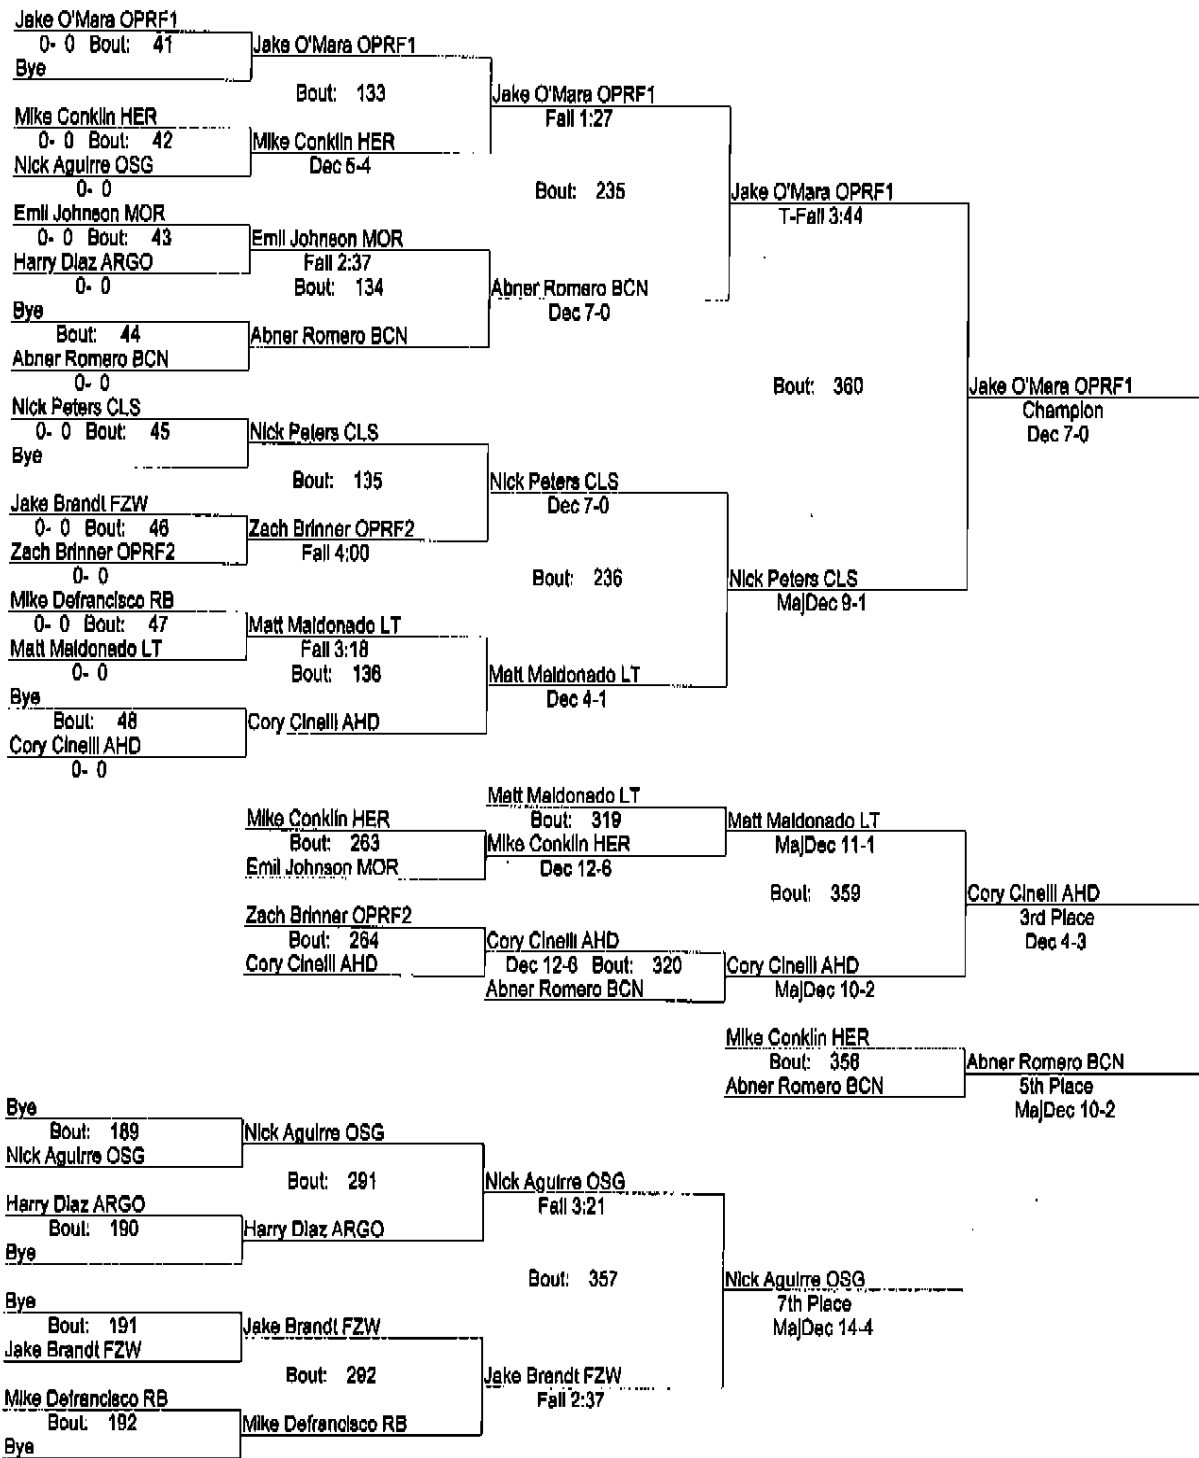 Jake O'Mara OPRF1
0- 0 Bout: 41
Bye
Jake O'Mara OPRF1
Bout: 133
Mike Conklin HER
0- 0 Bout: 42
Nick Aguirre OSG
0- 0
Mike Conklin HER
Dec 5-4
Jake O'Mara OPRF1
Fall 1:27
Bout: 235
Emil Johnson MOR
0- 0 Bout: 43
Harry Diaz ARGO
0- 0
Emil Johnson MOR
Fall 2:37
Bout: 134
Bye
Bout: 44
Abner Romero BCN
0- 0
Abner Romero BCN
Abner Romero BCN
Dec 7-0
Jake O'Mara OPRF1
T-Fall 3:44
Bout: 360
Jake O'Mara OPRF1
Champion
Dec 7-0
Nick Peters CLS
0- 0 Bout: 45
Bye
Nick Peters CLS
Bout: 135
Jake Brandt FZW
0- 0 Bout: 46
Zach Brinner OPRF2
0- 0
Zach Brinner OPRF2
Fall 4:00
Nick Peters CLS
Dec 7-0
Bout: 236
Mike Defrancisco RB
0- 0 Bout: 47
Matt Maldonado LT
0- 0
Matt Maldonado LT
Fall 3:18
Bout: 136
Bye
Bout: 48
Cory Cinelli AHD
0- 0
Cory Cinelli AHD
Matt Maldonado LT
Dec 4-1
Nick Peters CLS
MajDec 9-1
Mike Conklin HER
Bout: 263
Emil Johnson MOR
Matt Maldonado LT
Bout: 319
Mike Conklin HER
Dec 12-6
Matt Maldonado LT
MajDec 11-1
Bout: 359
Zach Brinner OPRF2
Bout: 264
Cory Cinelli AHD
Cory Cinelli AHD
Dec 12-6 Bout: 320
Abner Romero BCN
Cory Cinelli AHD
MajDec 10-2
Cory Cinelli AHD
3rd Place
Dec 4-3
Mike Conklin HER
Bout: 358
Abner Romero BCN
Abner Romero BCN
5th Place
MajDec 10-2
Bye
Bout: 189
Nick Aguirre OSG
Nick Aguirre OSG
Bout: 291
Harry Diaz ARGO
Bout: 190
Bye
Harry Diaz ARGO
Nick Aguirre OSG
Fall 3:21
Bout: 357
Bye
Bout: 191
Jake Brandt FZW
Jake Brandt FZW
Bout: 292
Mike Defrancisco RB
Bout: 192
Bye
Mike Defrancisco RB
Jake Brandt FZW
Fall 2:37
Nick Aguirre OSG
7th Place
MajDec 14-4